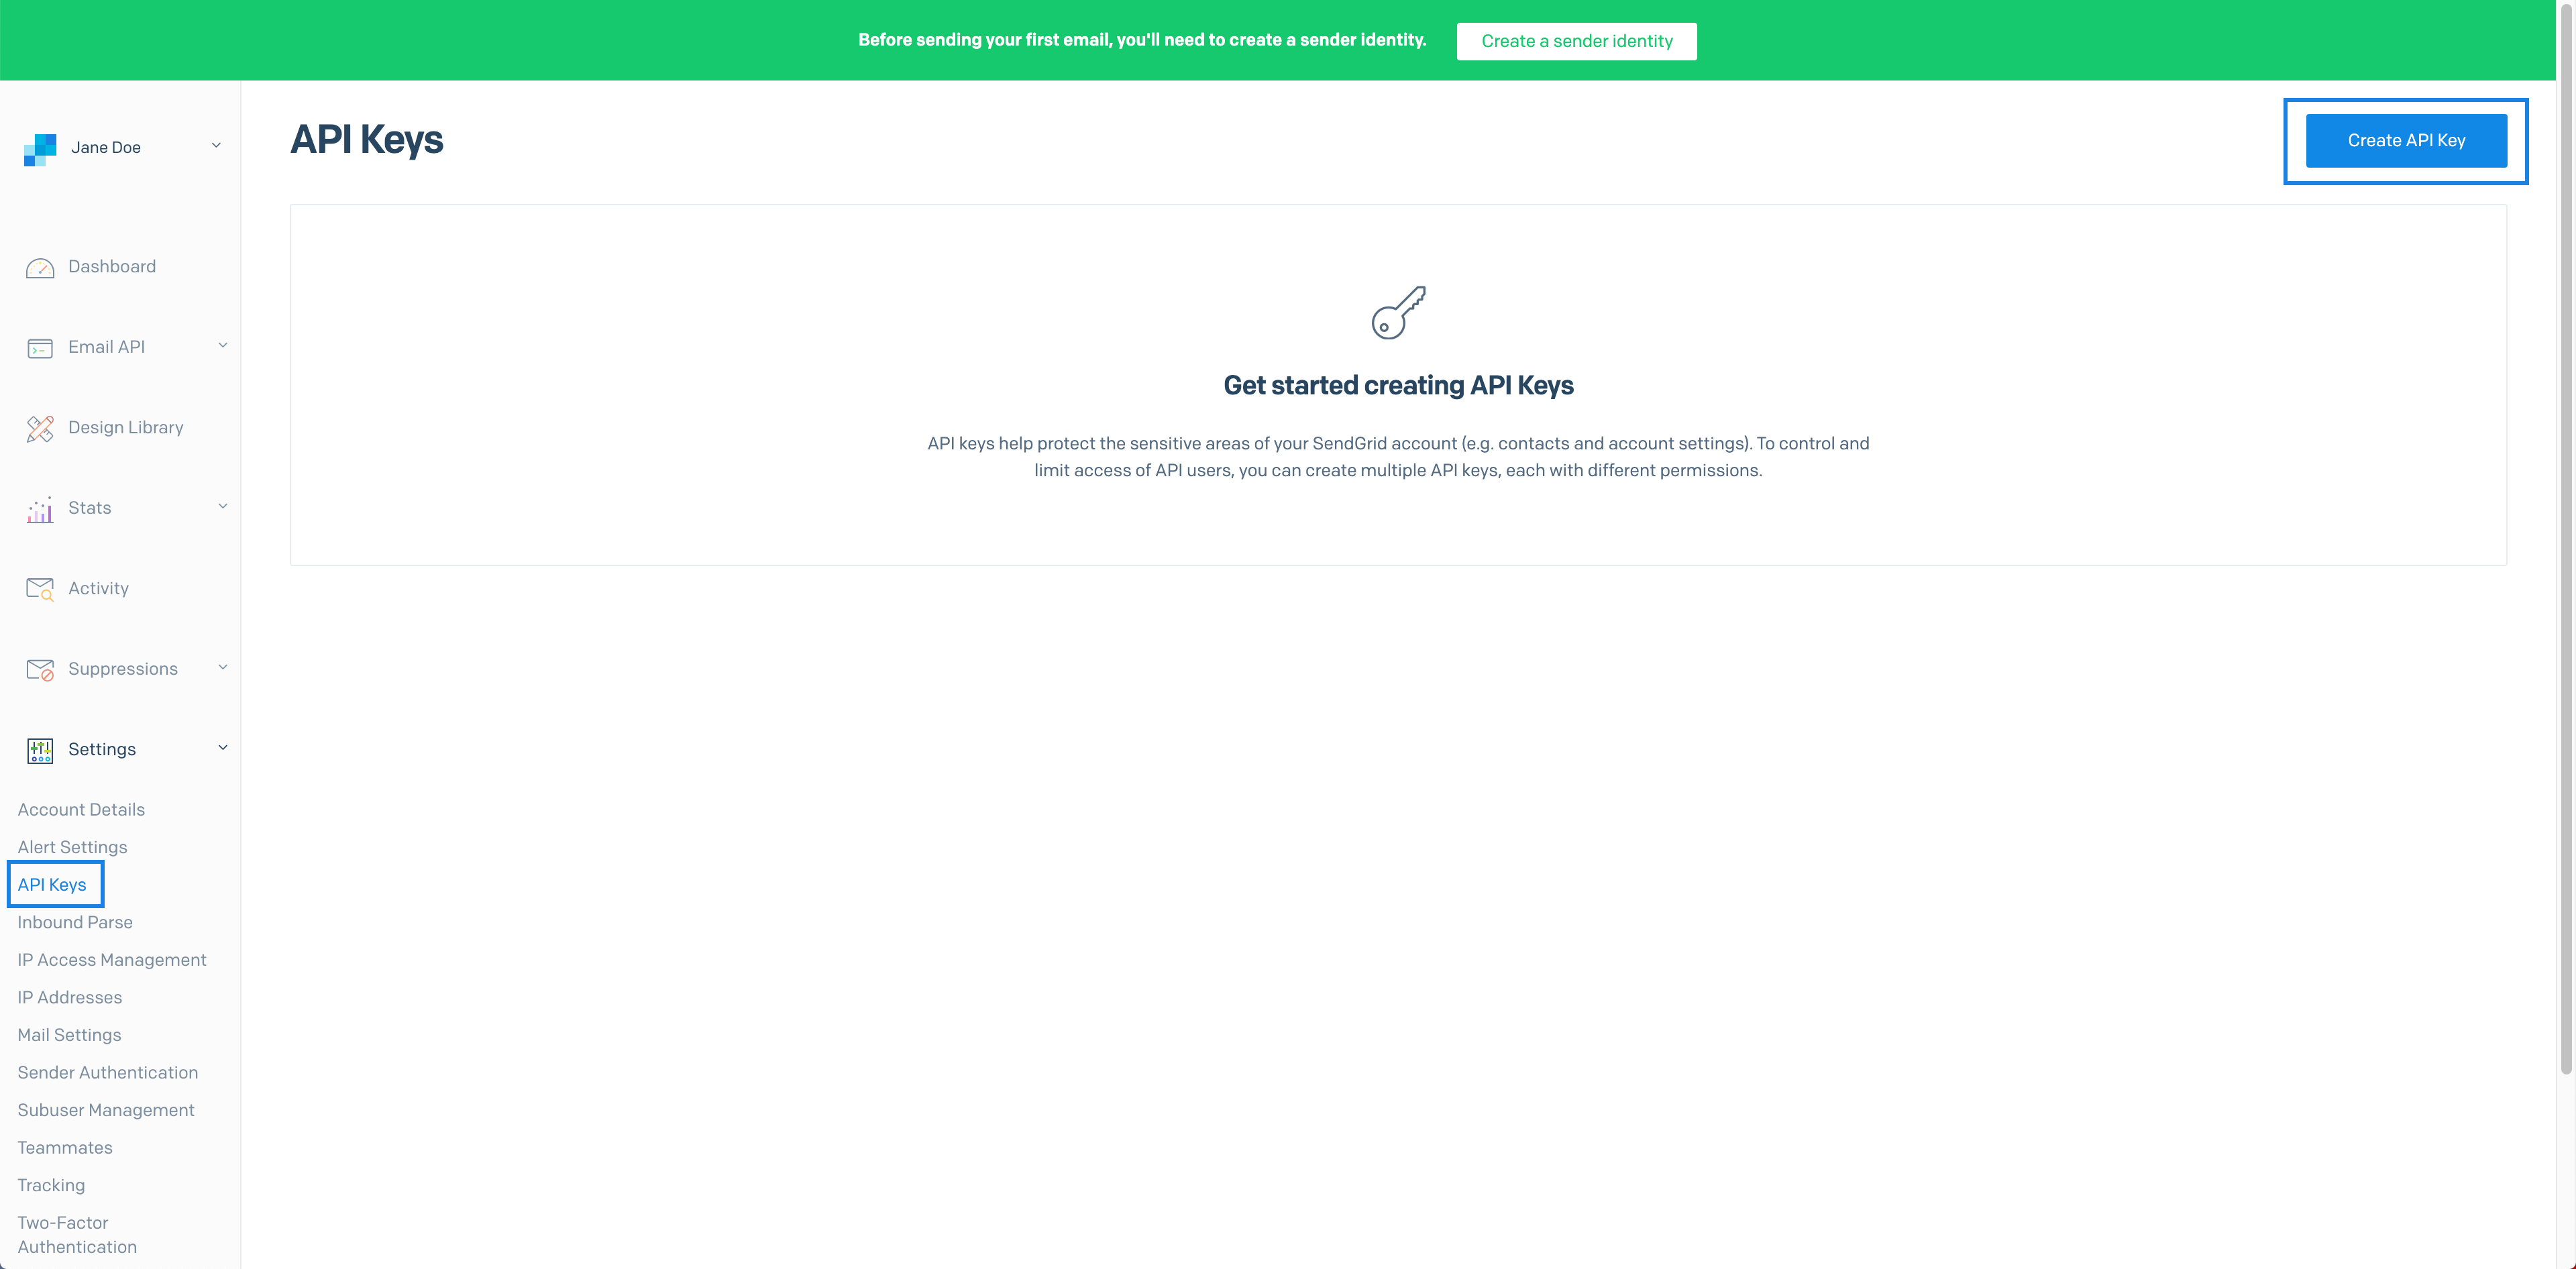 Before sending your first email, you'll need to create a sender identity.
Create a sender identity
Jane Doe
Dashboard
Email API
Design Library
Stats
Activity
Suppressions
Settings
Account Details
Alert Settings
API Keys
Inbound Parse
IP Access Management
IP Addresses
Mail Settings
Sender Authentication
Subuser Management
Teammates
Tracking
Two-Factor
Authentication
API Keys
Create API Key
Get started creating API Keys
API keys help protect the sensitive areas of your SendGrid account (e.g. contacts and account settings). To control and
limit access of API users, you can create multiple API keys, each with different permissions.